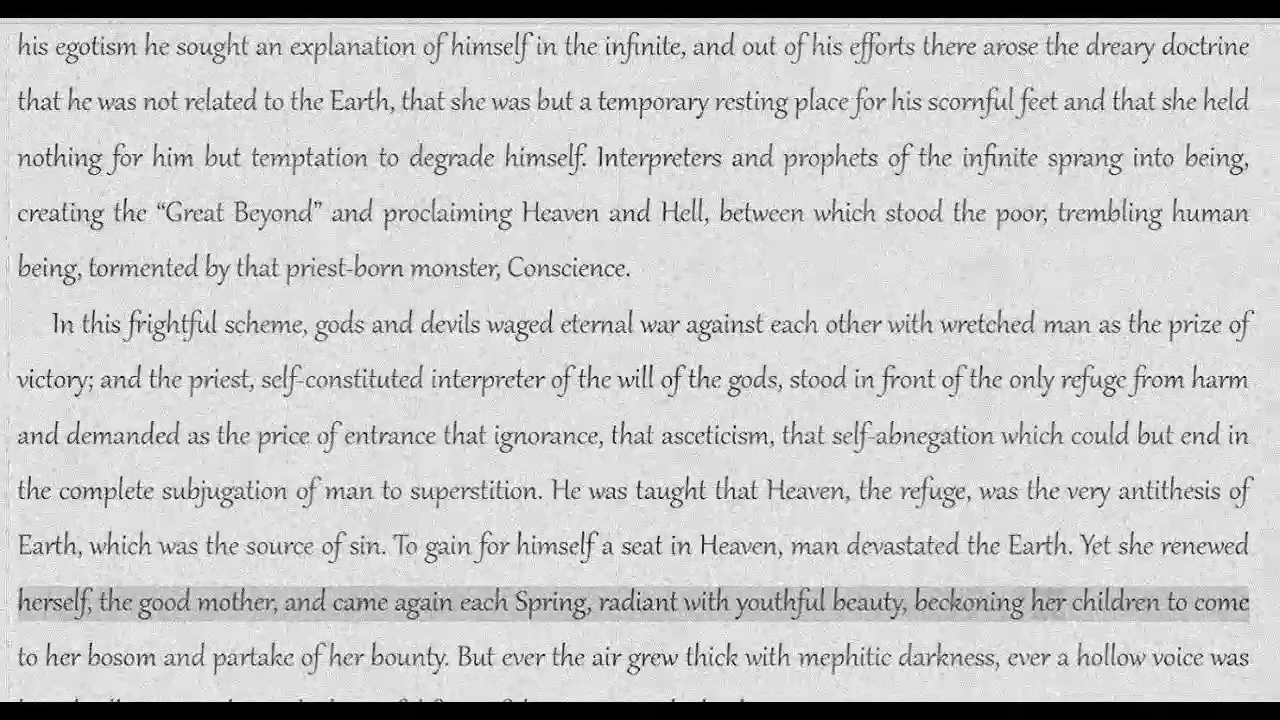 his egotism he sought an explanation of himself in the infinite, and out of his efforts there arose the dreary doctrine
that he was not related to the Earth, that she was but a temporary resting place for his scornful feet and that she held
nothing for him but temptation to degrade himself. Interpreters and prophets of the infinite sprang into being,
creating the “Great Beyond” and proclaiming Heaven and Hell, between which stood the poor, trembling human
being, tormented by that priest-born monster, Conscience.
In this frightful scheme, gods and devils waged eternal war against each other with wretched man as the prize of
victory; and the priest, self-constituted interpreter of the will of the gods, stood in front of the only refuge from harm
and demanded as the price of entrance that ignorance, that asceticism, that self-abnegation which could but end in
the complete subjugation of man to superstition. He was taught that Heaven, the refuge, was the very antithesis of
Earth, which was the source of sin. To gain for himself a seat in Heaven, man devastated the Earth. Yet she renewed
herself, the good mother, and came again each Spring, radiant with youthful beauty, beckoning her children to come
to her bosom and partake of her bounty. But ever the air grew thick with mephitic darkness, ever a hollow voice was